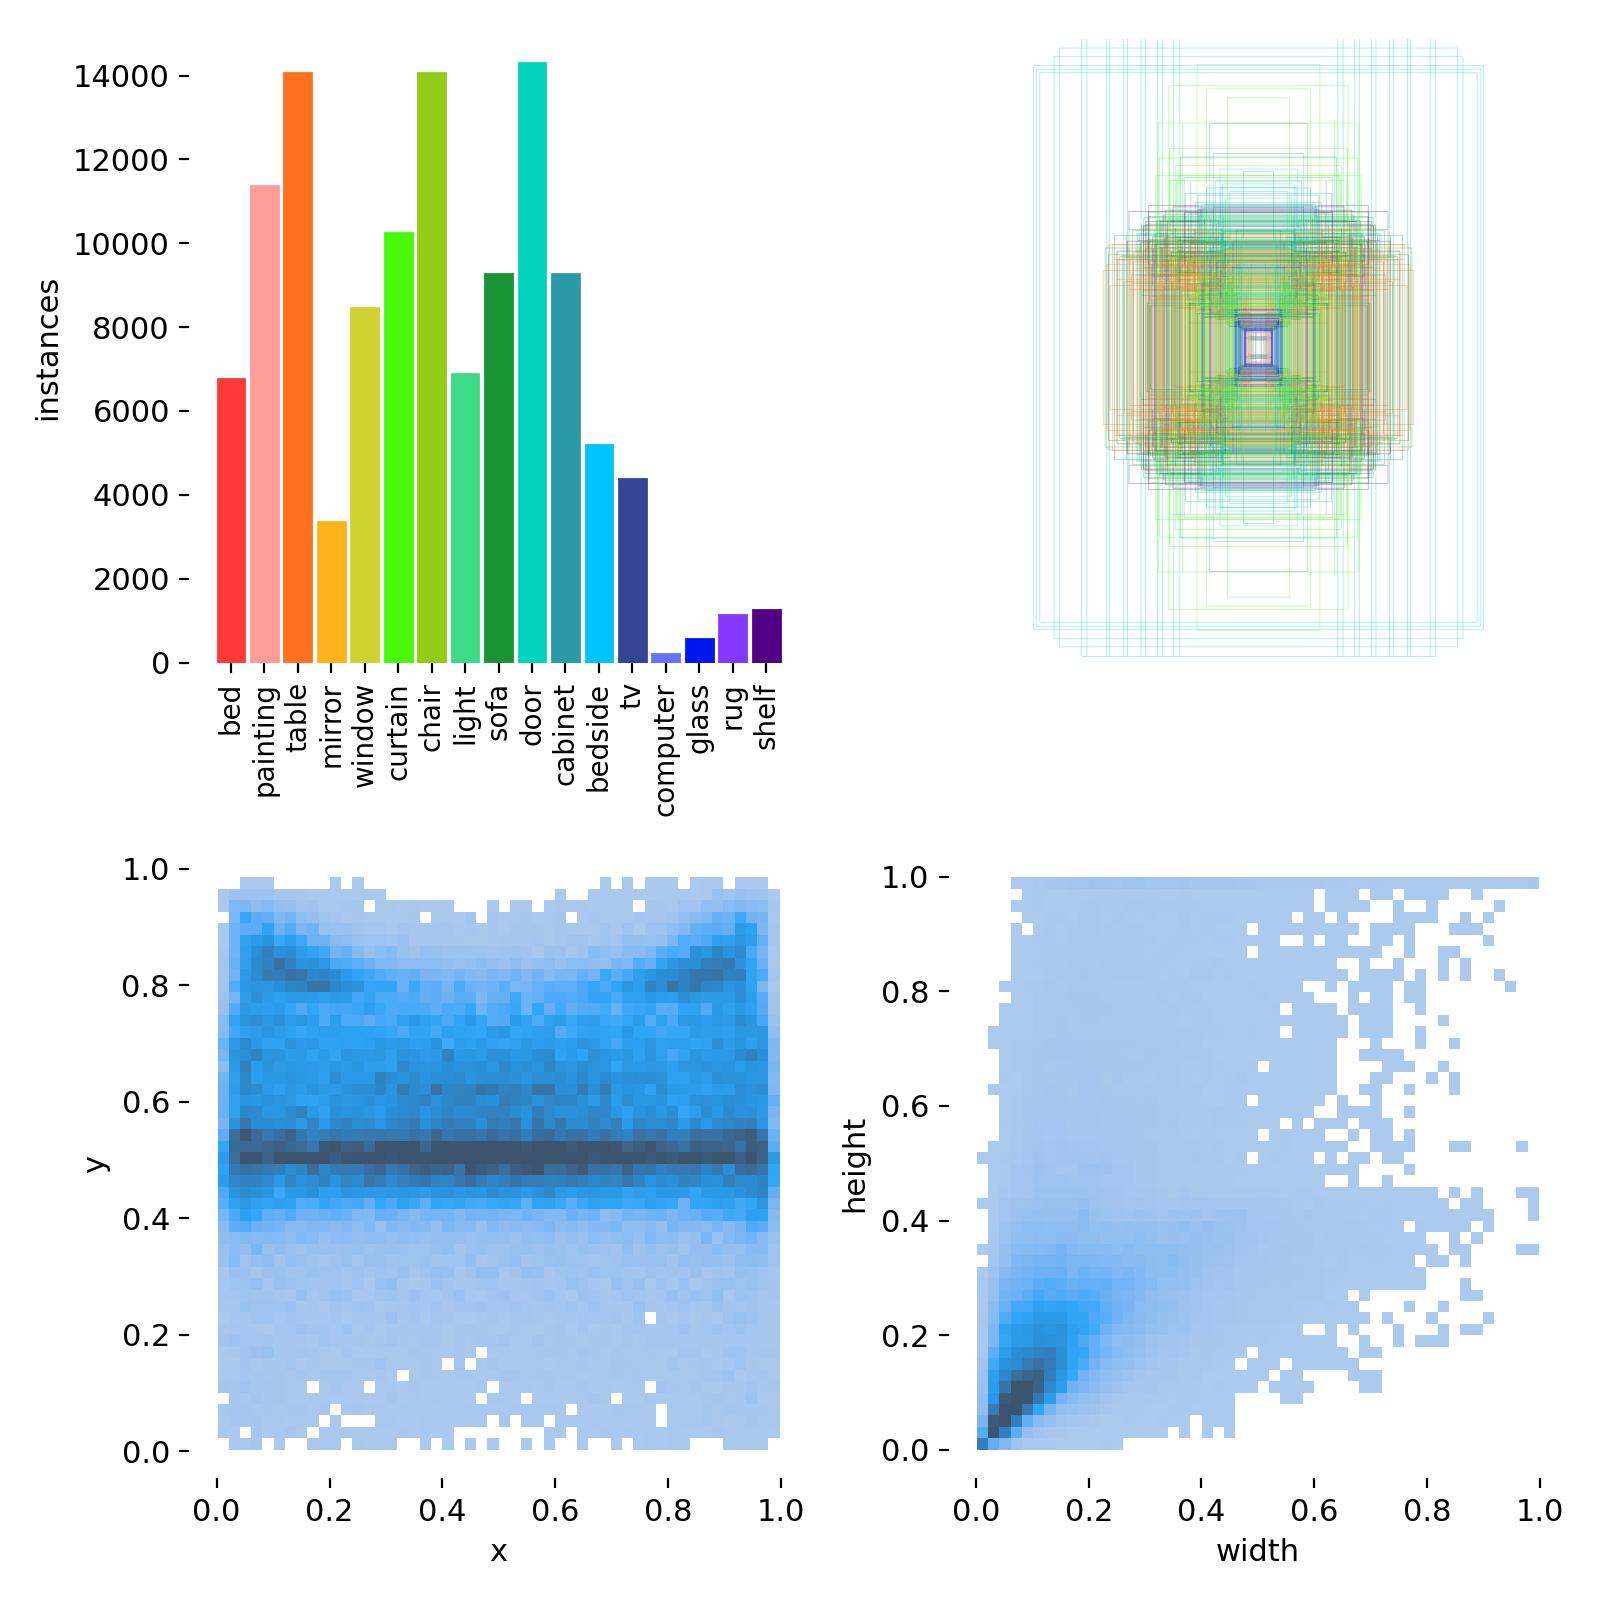 14000
12000
10000
8000
6000
4000
2000
0
instances
bed
painting
table
mirror
window
curtain
chair
light
sofa
door
cabinet
bedside
tv
computer
glass
rug
shelf
1.0
0.8
0.6
0.4
0.2
0.0
y
0.0 0.2 0.4 0.6 0.8 1.0
x
1.0
0.8
0.6
0.4
0.2
0.0
height
0.0 0.2 0.4 0.6 0.8 1.0
width